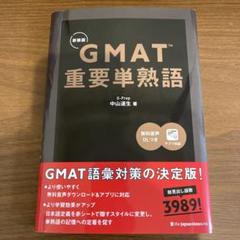 新装版
GMAT™
重要単熟語
E-Prep
中山道生 著
無料音声
DLつき
アプリ対応
GMAT語彙対策の決定版！
▶より使いやすく
無料音声ダウンロード&アプリに対応
▶より学習効果がアップ
日本語定義を赤シートで隠すスタイルに変更し、
単熟語の記憶への定着を促す
総見出し語数
3989!